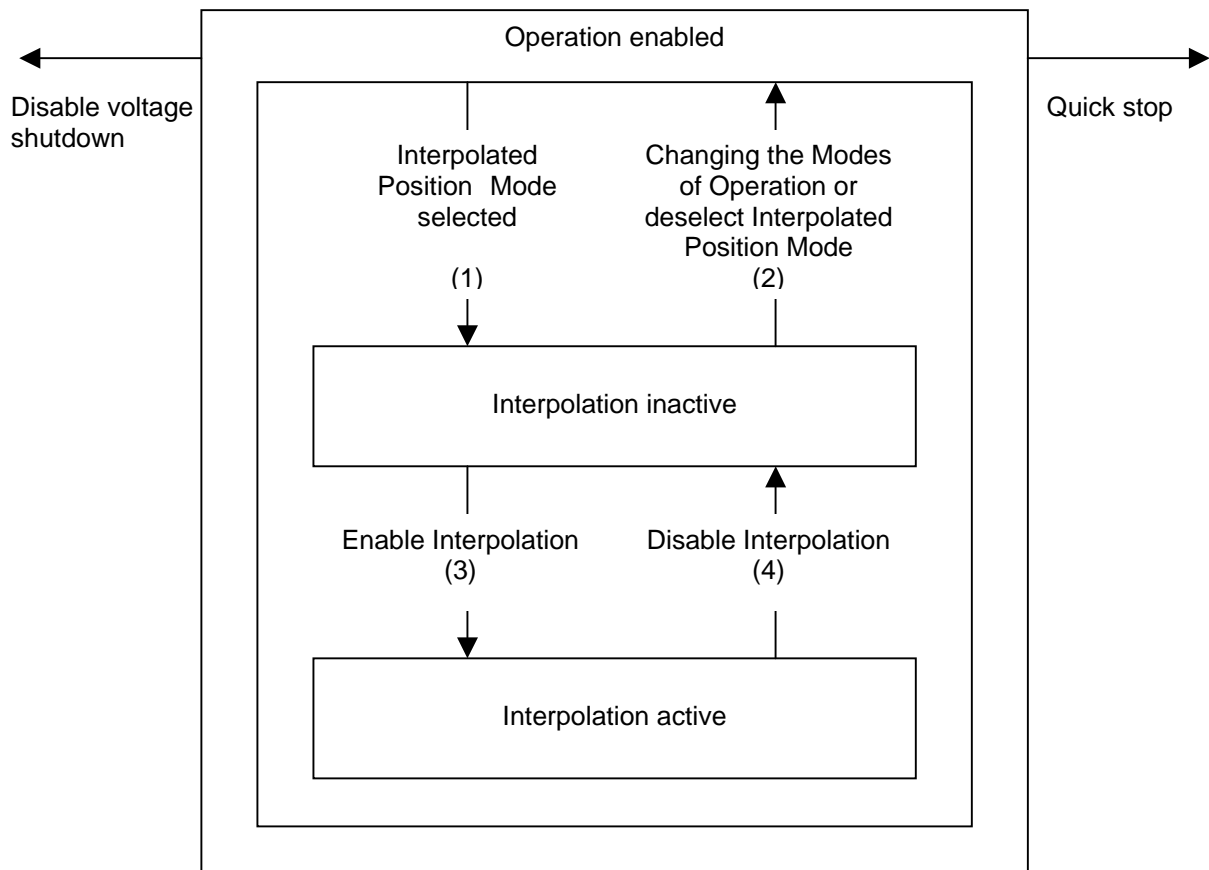 Operation enabled
Disable voltage
shutdown
Quick stop
Interpolated
Position Mode
selected
(1)
Changing the Modes
of Operation or
deselect Interpolated
Position Mode
(2)
Interpolation inactive
Enable Interpolation
(3)
Disable Interpolation
(4)
Interpolation active